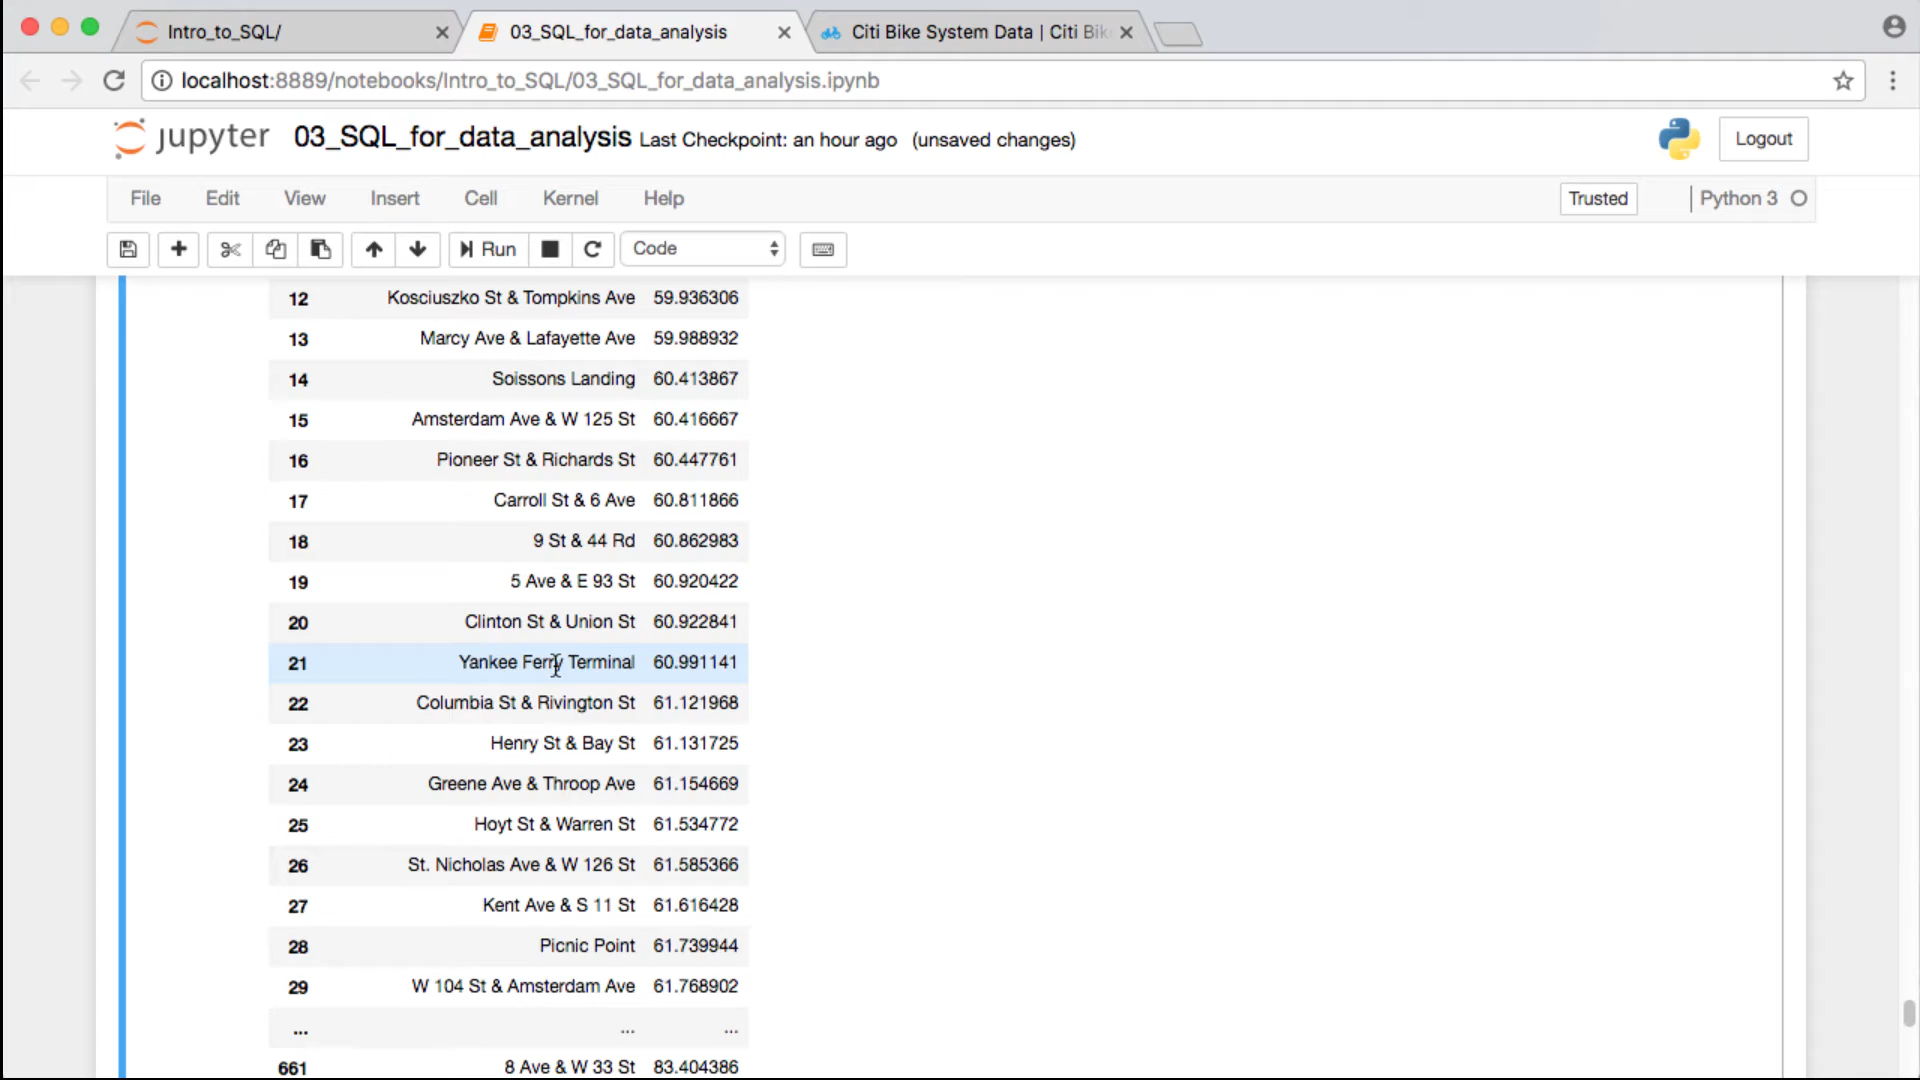 Intro_to_SQL/
03_SQL_for_data_analysis
Citi Bike System Data | Citi Bik
localhost:8889/notebooks/Intro_to_SQL/03_SQL_for_data_analysis.ipynb
jupyter 03_SQL_for_data_analysis Last Checkpoint: an hour ago (unsaved changes)
Logout
File Edit View Insert Cell Kernel Help
Trusted
Python 3
Run
Code
12 Kosciuszko St & Tompkins Ave 59.936306
13 Marcy Ave & Lafayette Ave 59.988932
14 Soissons Landing 60.413867
15 Amsterdam Ave & W 125 St 60.416667
16 Pioneer St & Richards St 60.447761
17 Carroll St & 6 Ave 60.811866
18 9 St & 44 Rd 60.862983
19 5 Ave & E 93 St 60.920422
20 Clinton St & Union St 60.922841
21 Yankee Ferry Terminal 60.991141
22 Columbia St & Rivington St 61.121968
23 Henry St & Bay St 61.131725
24 Greene Ave & Throop Ave 61.154669
25 Hoyt St & Warren St 61.534772
26 St. Nicholas Ave & W 126 St 61.585366
27 Kent Ave & S 11 St 61.616428
28 Picnic Point 61.739944
29 W 104 St & Amsterdam Ave 61.768902
... ... ...
661 8 Ave & W 33 St 83.404386